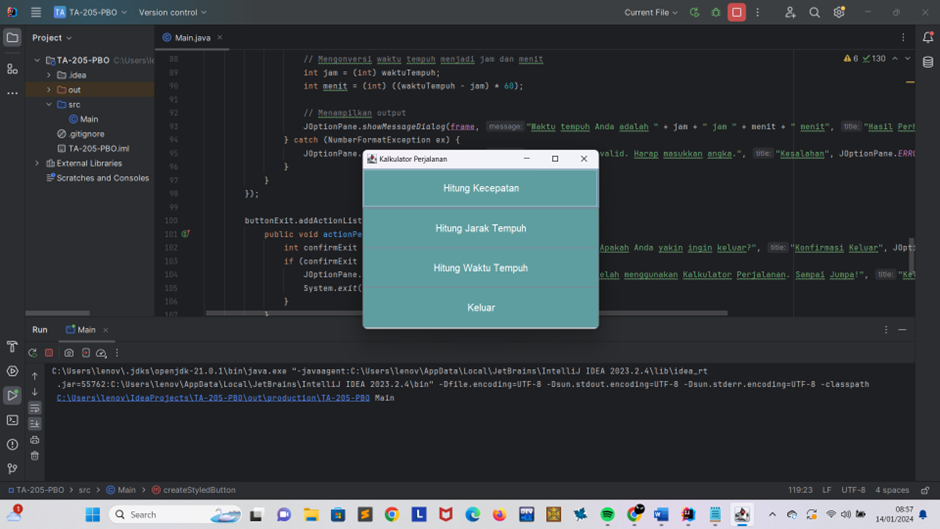 TA TA-205-PBO Version control Current File
Project
Main.java
TA-205-PBO C:\Users\le
.idea
out
src
Main
.gitignore
TA-205-PBO.iml
External Libraries
Scratches and Consoles
6 130
88 // Mengonversi waktu tempuh menjadi jam dan menit
89 int jam = (int) waktuTempuh;
90 int menit = (int) ((waktuTempuh - jam) * 60);
91
92 // Menampilkan output
93 JOptionPane.showMessageDialog(frame, message: "Waktu tempuh Anda adalah " + jam + " jam " + menit + " menit", title: "Hasil Per
94 } catch (NumberFormatException ex) {
95 JOptionPane. valid. Harap masukkan angka.", title: "Kesalahan", JOptionPane.ERRO
96 }
97 }
98 });
99
100 buttonExit.addActionList
101 public void actionPe
102 int confirmExit Apakah Anda yakin ingin keluar?", title: "Konfirmasi Keluar", JOpti
103 if (confirmExit
104 JOptionPane. elah menggunakan Kalkulator Perjalanan. Sampai Jumpa!", title: "Ke
105 System.exit(
106 }
107 }
Kalkulator Perjalanan
Hitung Kecepatan
Hitung Jarak Tempuh
Hitung Waktu Tempuh
Keluar
Run Main
C:\Users\lenov\.jdks\openjdk-21.0.1\bin\java.exe "-javaagent:C:\Users\lenov\AppData\Local\JetBrains\IntelliJ IDEA 2023.2.4\lib\idea_rt
.jar=55762:C:\Users\lenov\AppData\Local\JetBrains\IntelliJ IDEA 2023.2.4\bin" -Dfile.encoding=UTF-8 -Dsun.stdout.encoding=UTF-8 -Dsun.stderr.encoding=UTF-8 -classpath
C:\Users\lenov\IdeaProjects\TA-205-PBO\out\production\TA-205-PBO Main
TA-205-PBO src Main createStyledButton
119:23 LF UTF-8 4 spaces
Search
08:57
14/01/2024